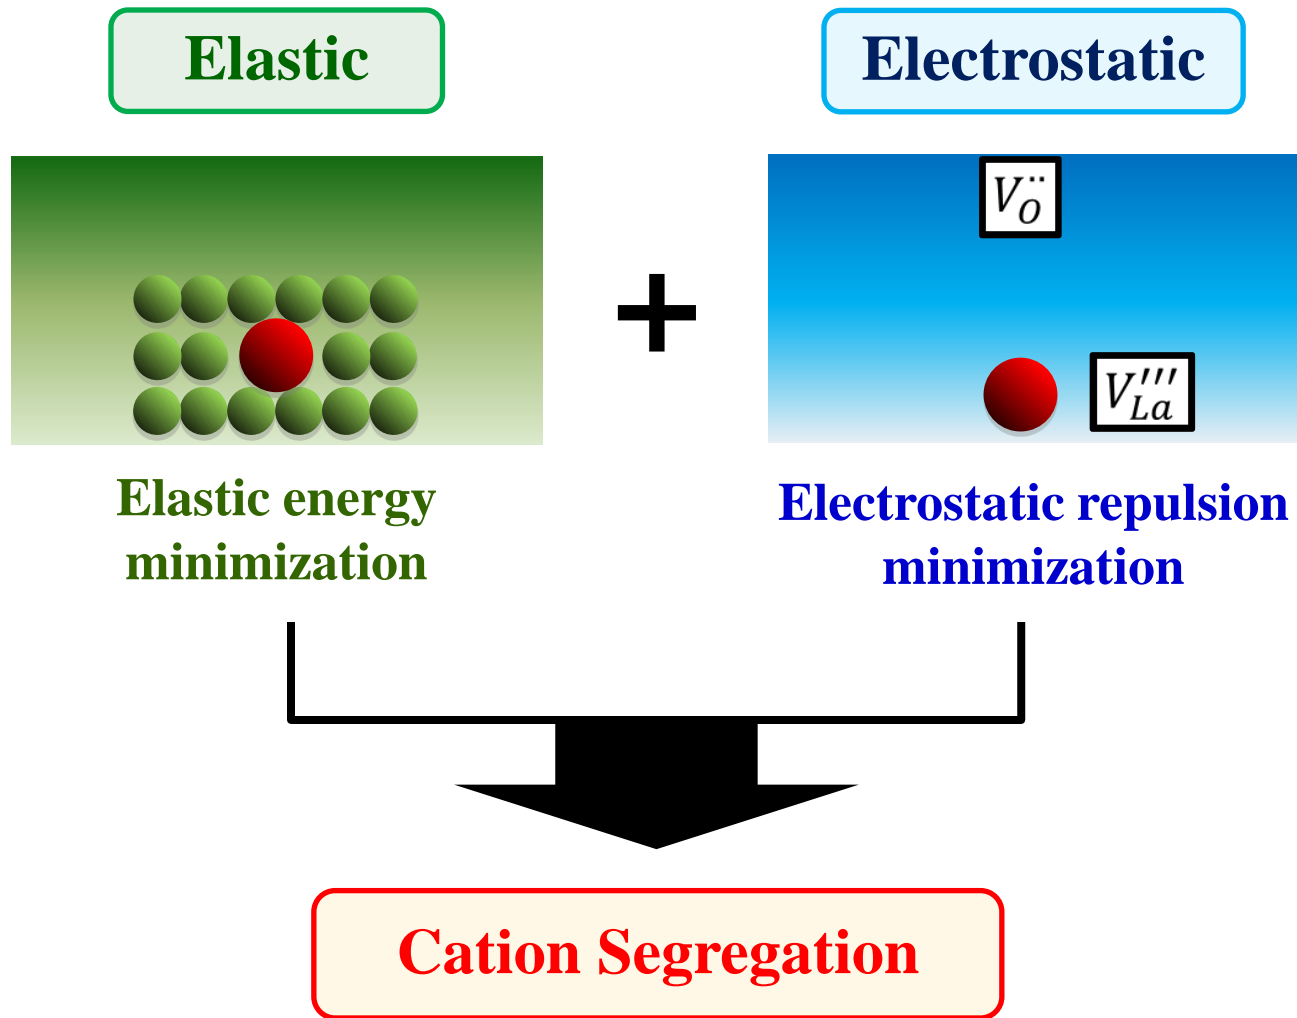 Elastic
Electrostatic
V_O^{··}
+
V_{La}^{′′′}
Elastic energy
minimization
Electrostatic repulsion
minimization
Cation Segregation